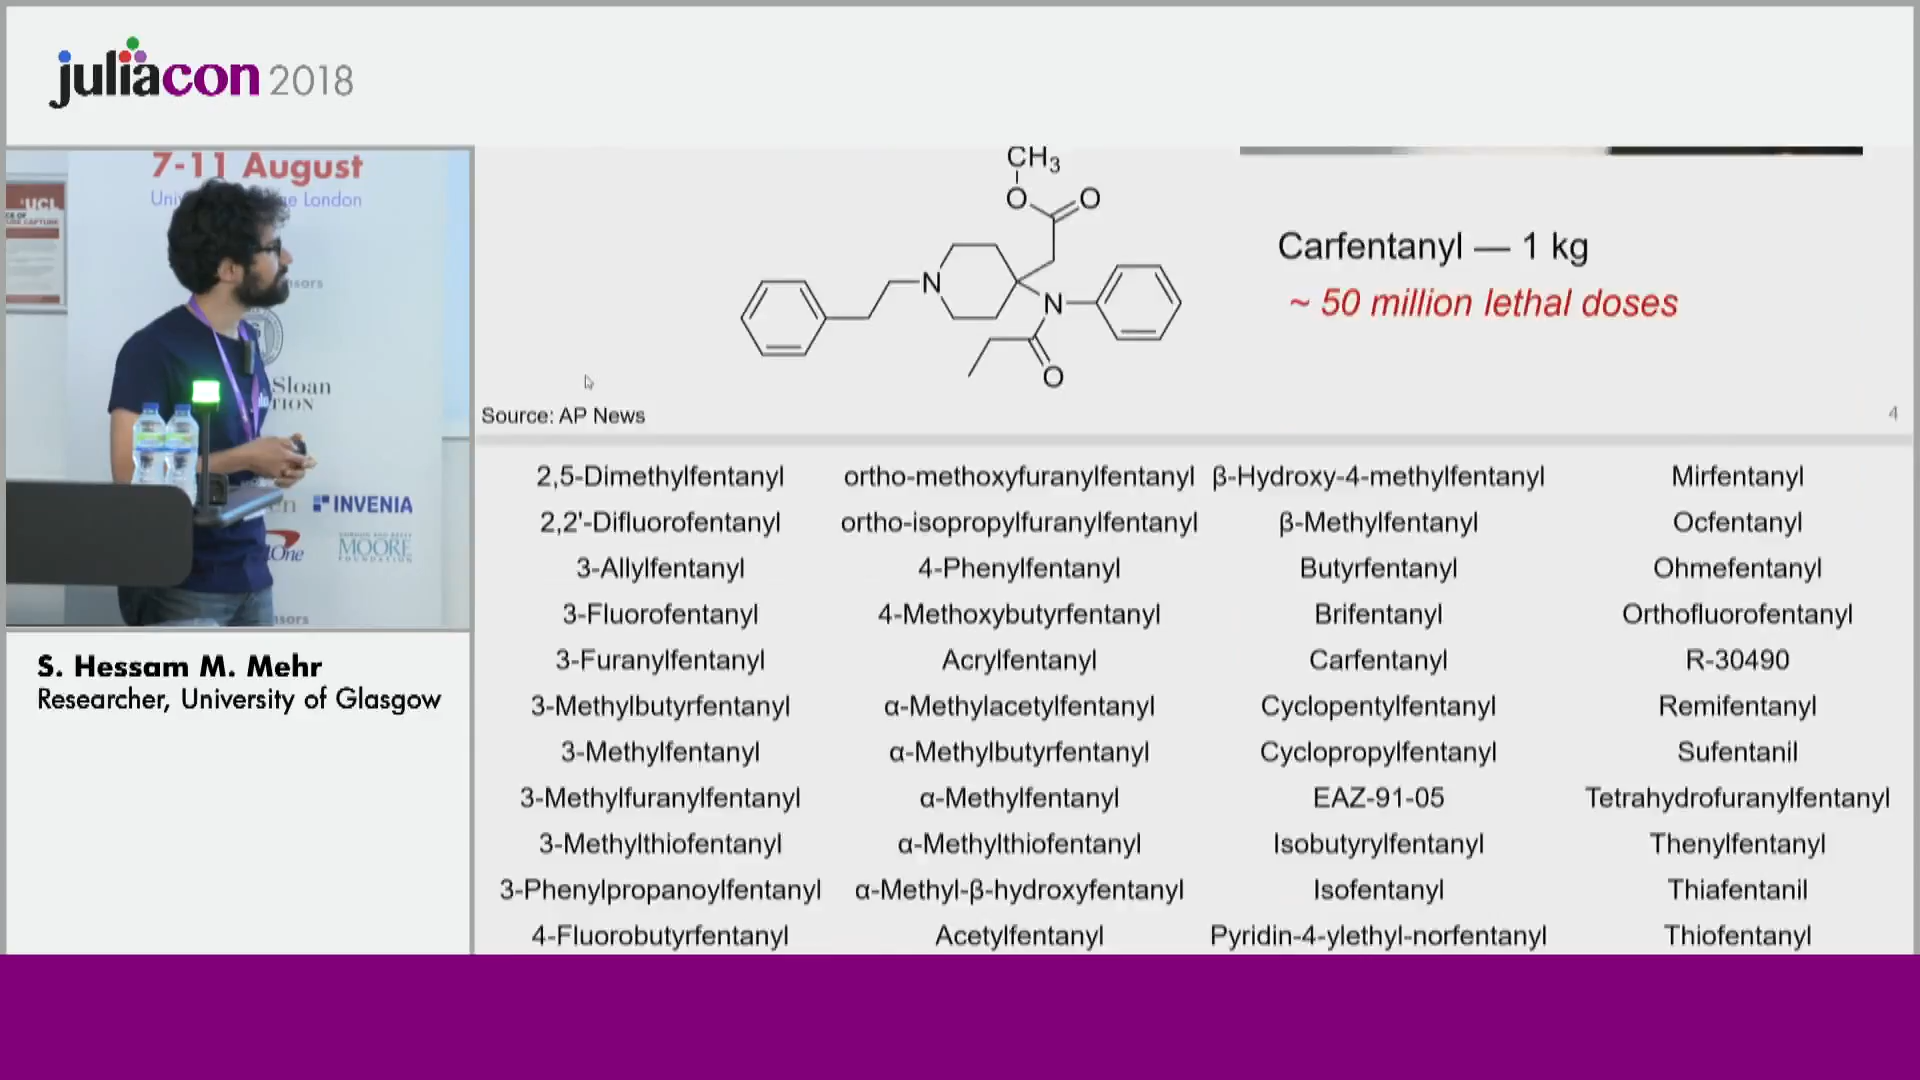 juliacon 2018
7-11 August
UCL
Sloan
INVENIA
MOORE
S. Hessam M. Mehr
Researcher, University of Glasgow
CH3
O
O
N
N
O
Carfentanyl — 1 kg
~ 50 million lethal doses
Source: AP News
4
2,5-Dimethylfentanyl ortho-methoxyfuranylfentanyl β-Hydroxy-4-methylfentanyl Mirfentanyl
2,2'-Difluorofentanyl ortho-isopropylfuranylfentanyl β-Methylfentanyl Ocfentanyl
3-Allylfentanyl 4-Phenylfentanyl Butyrfentanyl Ohmefentanyl
3-Fluorofentanyl 4-Methoxybutyrfentanyl Brifentanyl Orthofluorofentanyl
3-Furanylfentanyl Acrylfentanyl Carfentanyl R-30490
3-Methylbutyrfentanyl α-Methylacetylfentanyl Cyclopentylfentanyl Remifentanyl
3-Methylfentanyl α-Methylbutyrfentanyl Cyclopropylfentanyl Sufentanil
3-Methylfuranylfentanyl α-Methylfentanyl EAZ-91-05 Tetrahydrofuranylfentanyl
3-Methylthiofentanyl α-Methylthiofentanyl Isobutyrylfentanyl Thenylfentanyl
3-Phenylpropanoylfentanyl α-Methyl-β-hydroxyfentanyl Isofentanyl Thiafentanil
4-Fluorobutyrfentanyl Acetylfentanyl Pyridin-4-ylethyl-norfentanyl Thiofentanyl